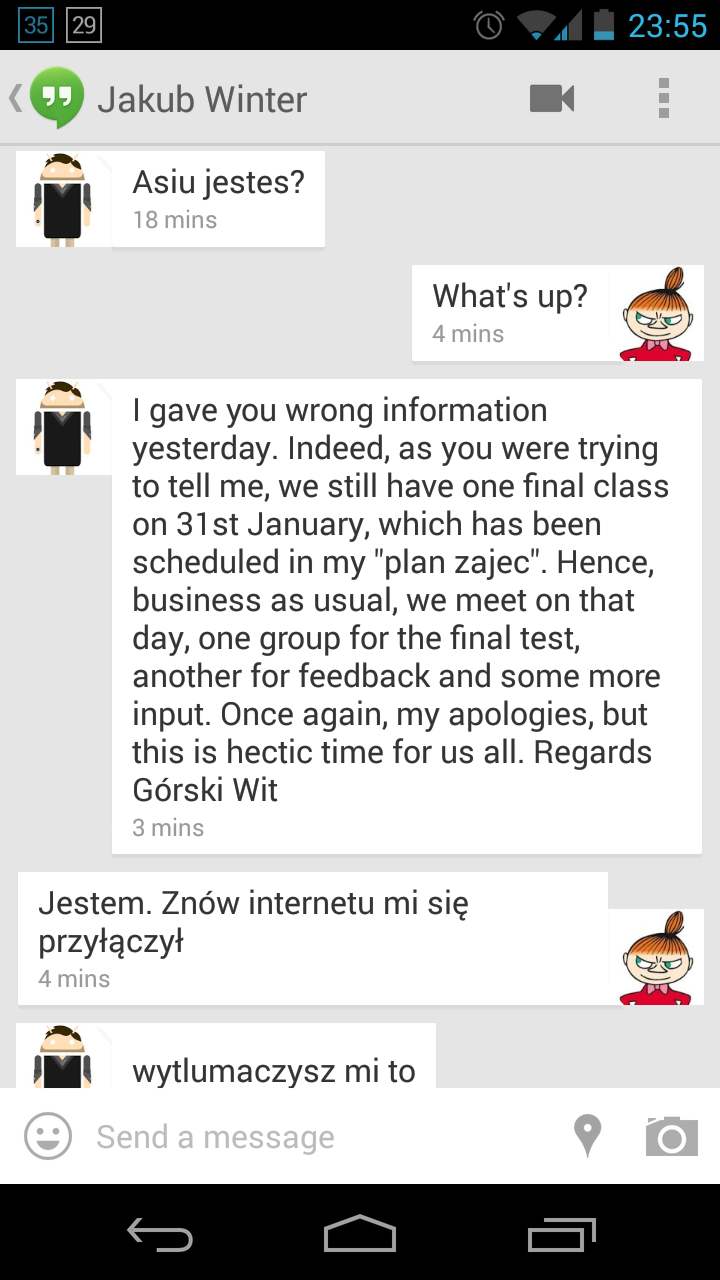 35 29 23:55
Jakub Winter
Asiu jestes?
18 mins
What's up?
4 mins
I gave you wrong information
yesterday. Indeed, as you were trying
to tell me, we still have one final class
on 31st January, which has been
scheduled in my "plan zajec". Hence,
business as usual, we meet on that
day, one group for the final test,
another for feedback and some more
input. Once again, my apologies, but
this is hectic time for us all. Regards
Górski Wit
3 mins
Jestem. Znów internetu mi się
przyłączył
4 mins
wytlumaczysz mi to
Send a message